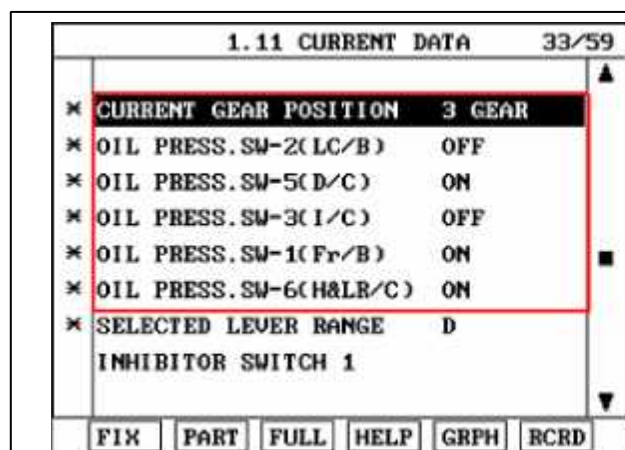 1.11 CURRENT DATA 33/59
* CURRENT GEAR POSITION 3 GEAR
* OIL PRESS.SW-2(LC/B) OFF
* OIL PRESS.SW-5(D/C) ON
* OIL PRESS.SW-3(I/C) OFF
* OIL PRESS.SW-1(Fr/B) ON
* OIL PRESS.SW-6(H&LR/C) ON
* SELECTED LEVER RANGE D
INHIBITOR SWITCH 1
FIX PART FULL HELP GRPH RCRD